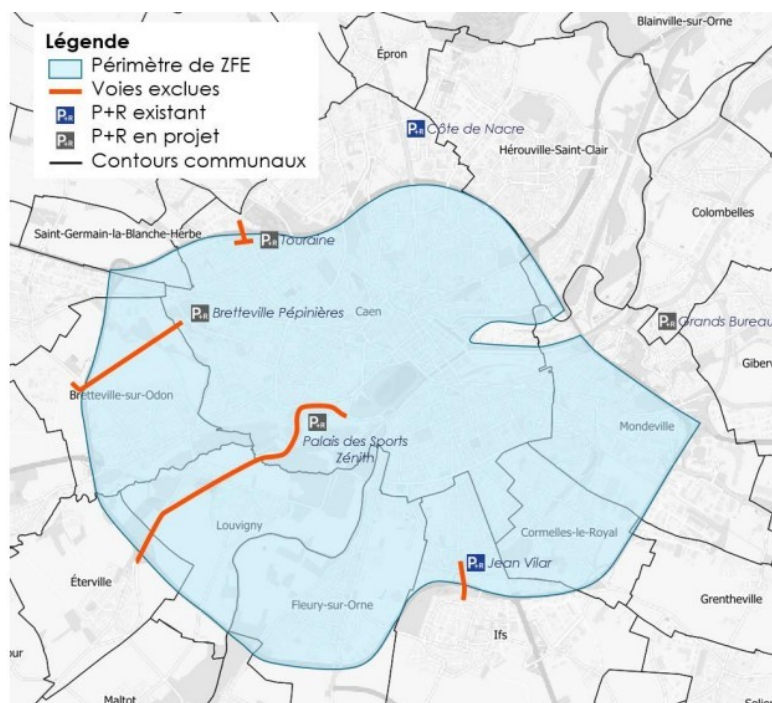 Légende
Périmètre de ZFE
Voies exclues
P+R P+R existant
P+R P+R en projet
Contours communaux
Blainville-sur-Orne
Épron
P+R Côte de Nacre
Hérouville-Saint-Clair
Colombelles
Saint-Germain-la-Blanche-Herbe
P+R Touraine
P+R Bretteville Pépinières
Caen
P+R Grands Bureau
Giber
Bretteville-sur-Odon
P+R
Palais des Sports
Zénith
Mondeville
Louvigny
Cormelles-le-Royal
P+R Jean Vilar
Éterville
Fleury-sur-Orne
Grentheville
Ifs
our
Maltot